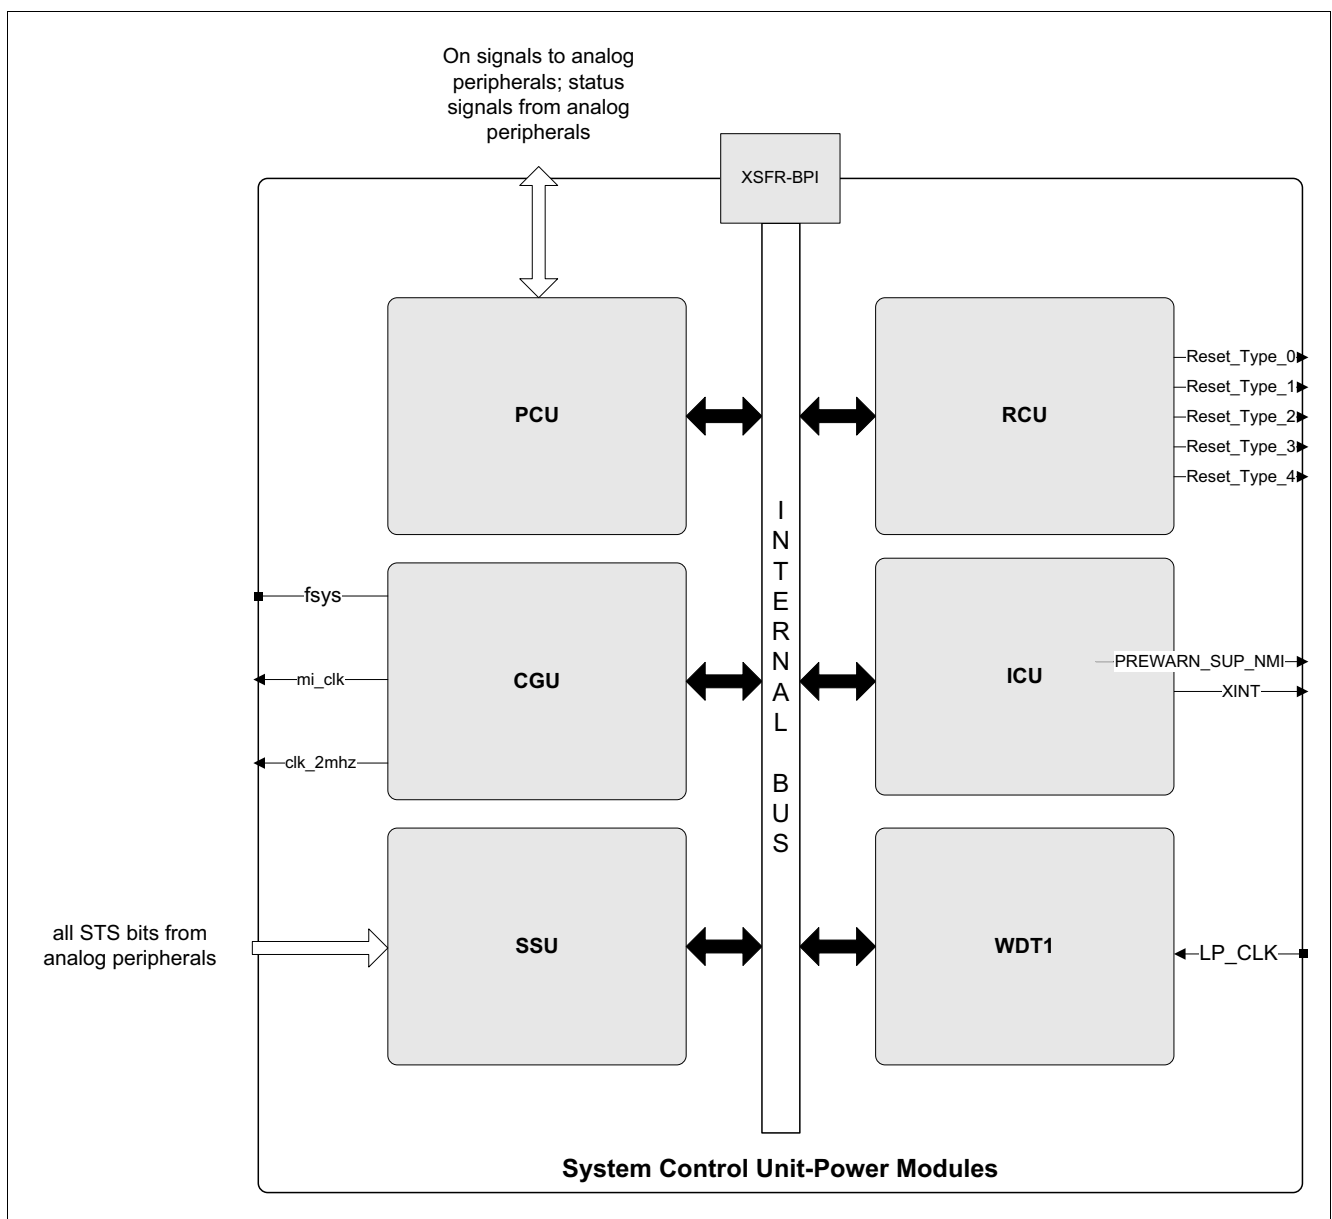 On signals to analog
peripherals; status
signals from analog
peripherals
XSFR-BPI
PCU
RCU
Reset_Type_0
Reset_Type_1
Reset_Type_2
Reset_Type_3
Reset_Type_4
INTERNAL BUS
fsys
mi_clk
clk_2mhz
CGU
ICU
PREWARN_SUP_NMI
XINT
all STS bits from
analog peripherals
SSU
WDT1
LP_CLK
System Control Unit-Power Modules